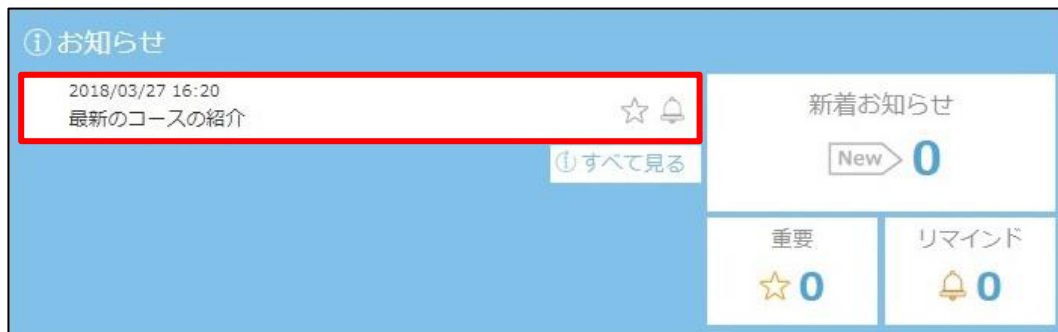 お知らせ
2018/03/27 16:20
最新のコースの紹介
すべて見る
新着お知らせ
New 0
重要
0
リマインド
0